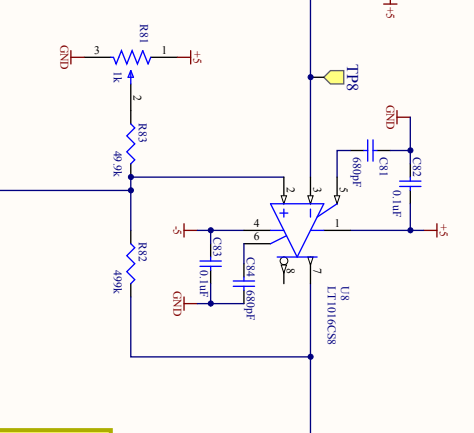 +5
R81
GND
3
1
+5
1k
2
TP8
GND
R83
49.9k
C81
680pF
C82
0.1uF
2
3
5
+
-
-5
4
1
+5
6
C83
0.1uF
C84
680pF
8
7
R82
499k
U8
LT1016CS8
GND